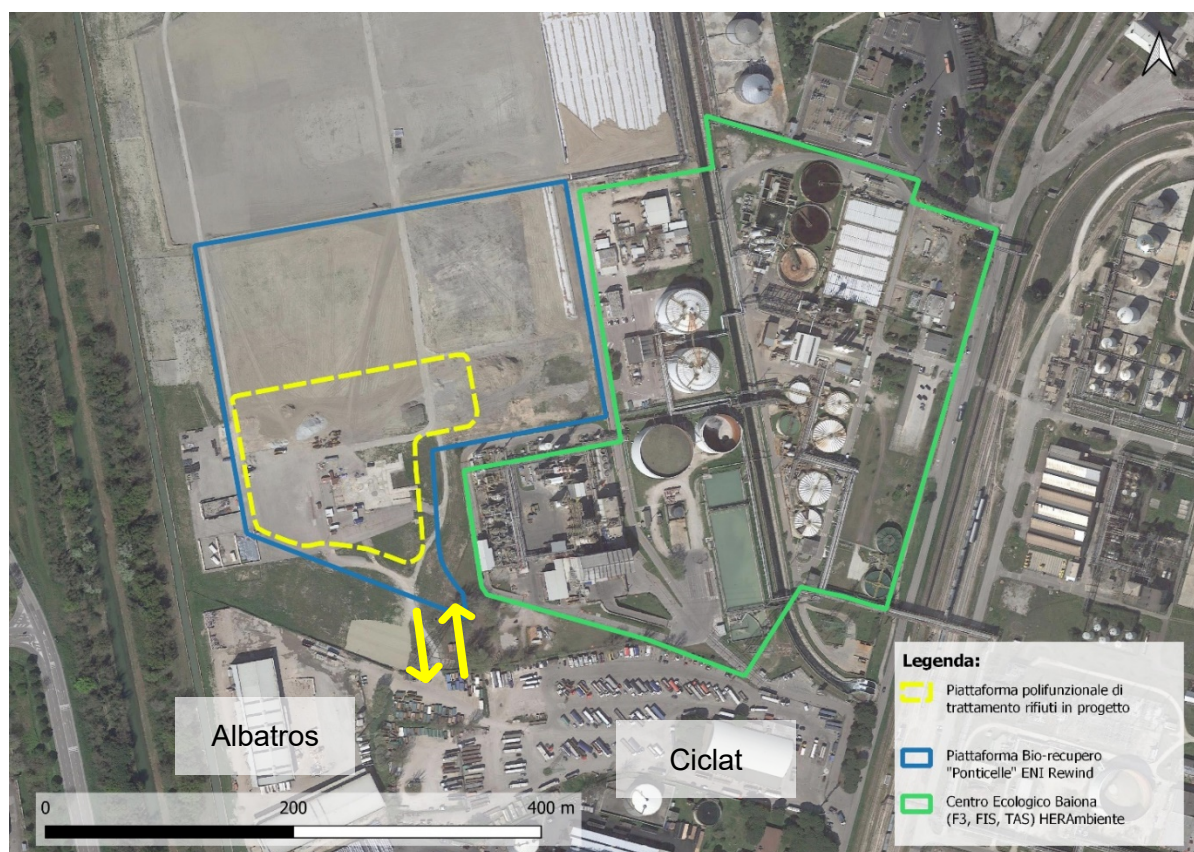 Albatros
Ciclat
0
200
400 m
Legenda:
Piattaforma polifunzionale di
trattamento rifiuti in progetto
Piattaforma Bio-recupero
"Ponticelle" ENI Rewind
Centro Ecologico Baiona
(F3, FIS, TAS) HERAmbiente